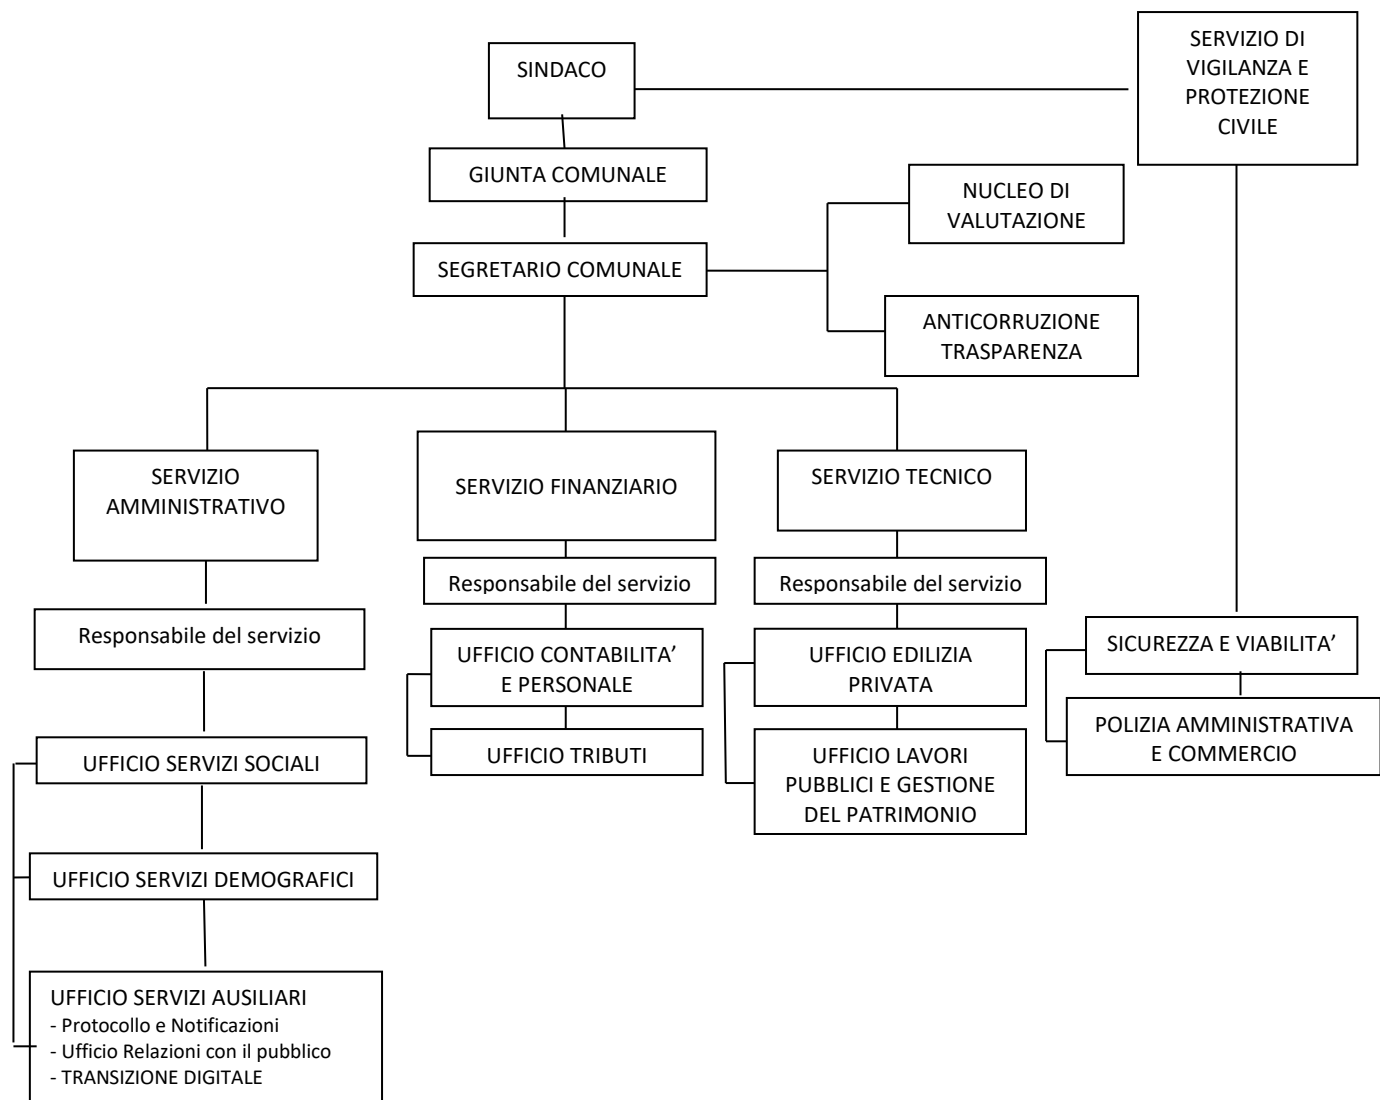 SINDACO
SERVIZIO DI
VIGILANZA E
PROTEZIONE
CIVILE
GIUNTA COMUNALE
NUCLEO DI
VALUTAZIONE
SEGRETARIO COMUNALE
ANTICORRUZIONE
TRASPARENZA
SERVIZIO
AMMINISTRATIVO
SERVIZIO FINANZIARIO
SERVIZIO TECNICO
Responsabile del servizio
Responsabile del servizio
Responsabile del servizio
UFFICIO CONTABILITA’
E PERSONALE
UFFICIO EDILIZIA
PRIVATA
SICUREZZA E VIABILITA’
UFFICIO SERVIZI SOCIALI
UFFICIO TRIBUTI
UFFICIO LAVORI
PUBBLICI E GESTIONE
DEL PATRIMONIO
POLIZIA AMMINISTRATIVA
E COMMERCIO
UFFICIO SERVIZI DEMOGRAFICI
UFFICIO SERVIZI AUSILIARI
- Protocollo e Notificazioni
- Ufficio Relazioni con il pubblico
- TRANSIZIONE DIGITALE